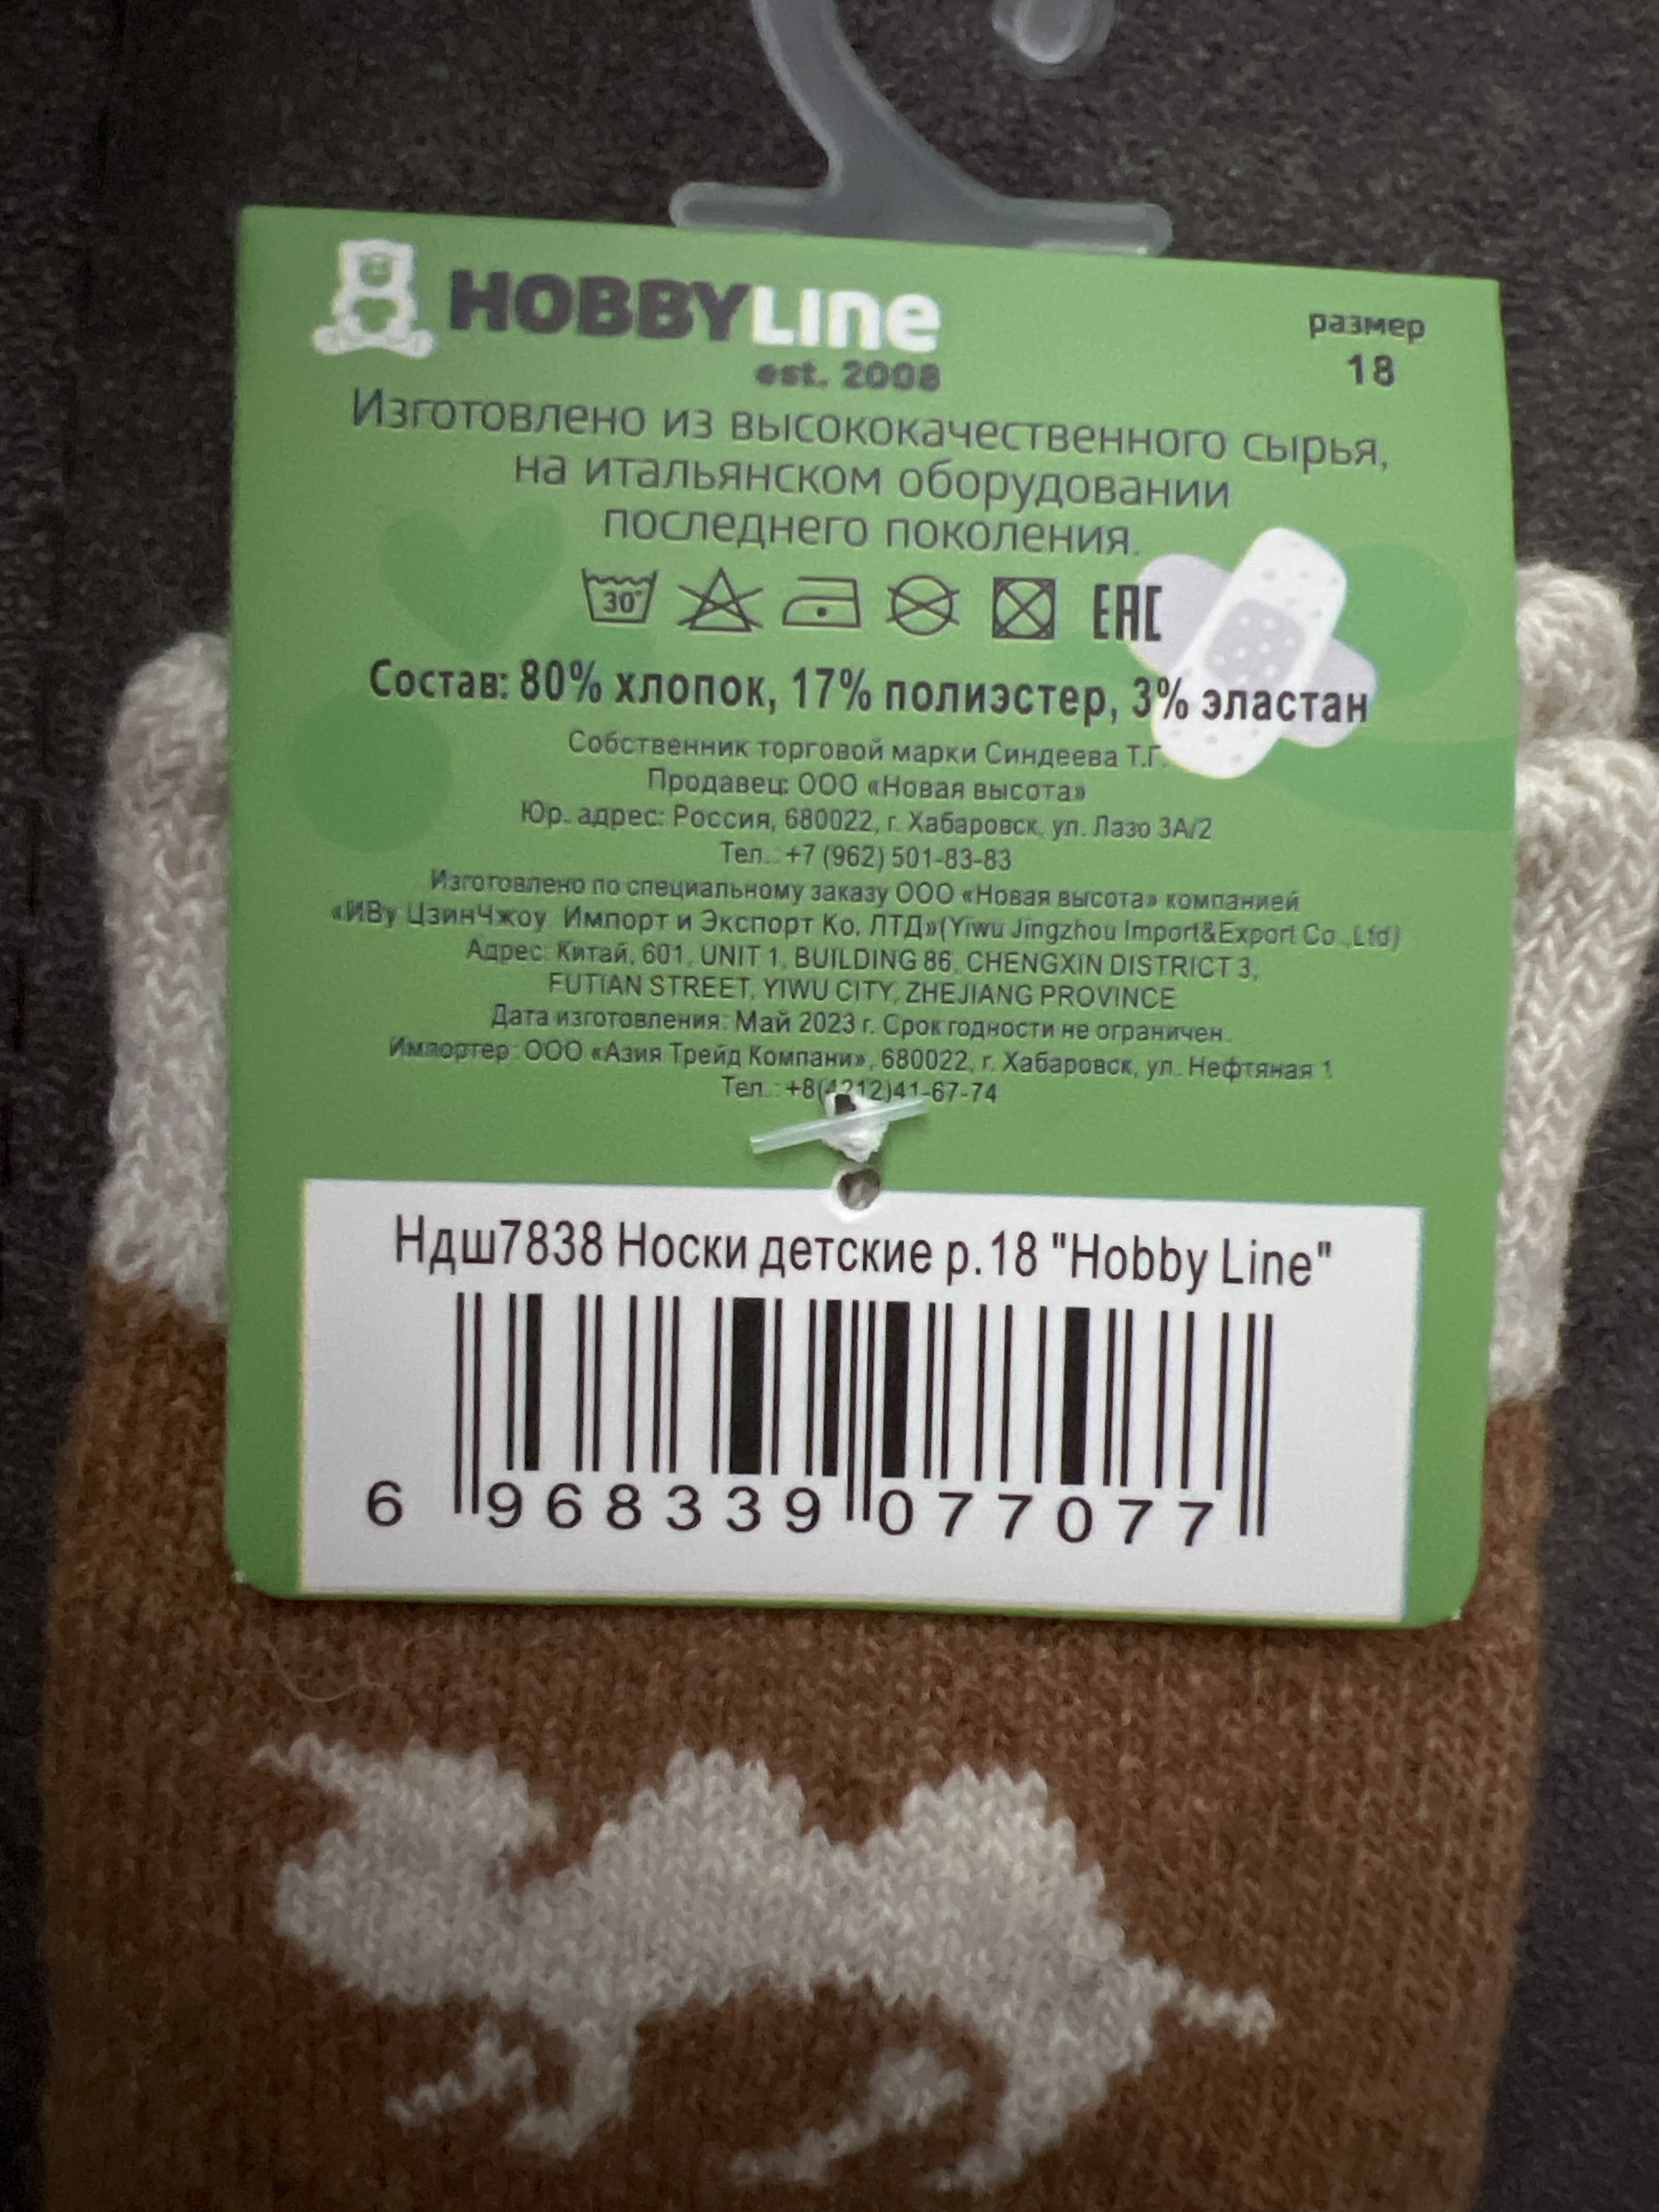 HOBBYLine
est. 2008
размер
18
Изготовлено из высококачественного сырья,
на итальянском оборудовании
последнего поколения.
30° EAC
Состав: 80% хлопок, 17% полиэстер, 3% эластан
Собственник торговой марки Синдеева Т.Г.
Продавец: ООО «Новая высота»
Юр. адрес: Россия, 680022, г. Хабаровск, ул. Лазо 3А/2
Тел.: +7 (962) 501-83-83
Изготовлено по специальному заказу ООО «Новая высота» компанией
«ИВу ЦзинЧжоу Импорт и Экспорт Ко. ЛТД»(Yiwu Jingzhou Import&Export Co.,Ltd)
Адрес: Китай, 601, UNIT 1, BUILDING 86, CHENGXIN DISTRICT 3,
FUTIAN STREET, YIWU CITY, ZHEJIANG PROVINCE
Дата изготовления: Май 2023 г. Срок годности не ограничен.
Импортер: ООО «Азия Трейд Компани», 680022, г. Хабаровск, ул. Нефтяная 1
Тел.: +8(4212)41-67-74
Ндш7838 Носки детские р.18 "Hobby Line"
6 968339 077077